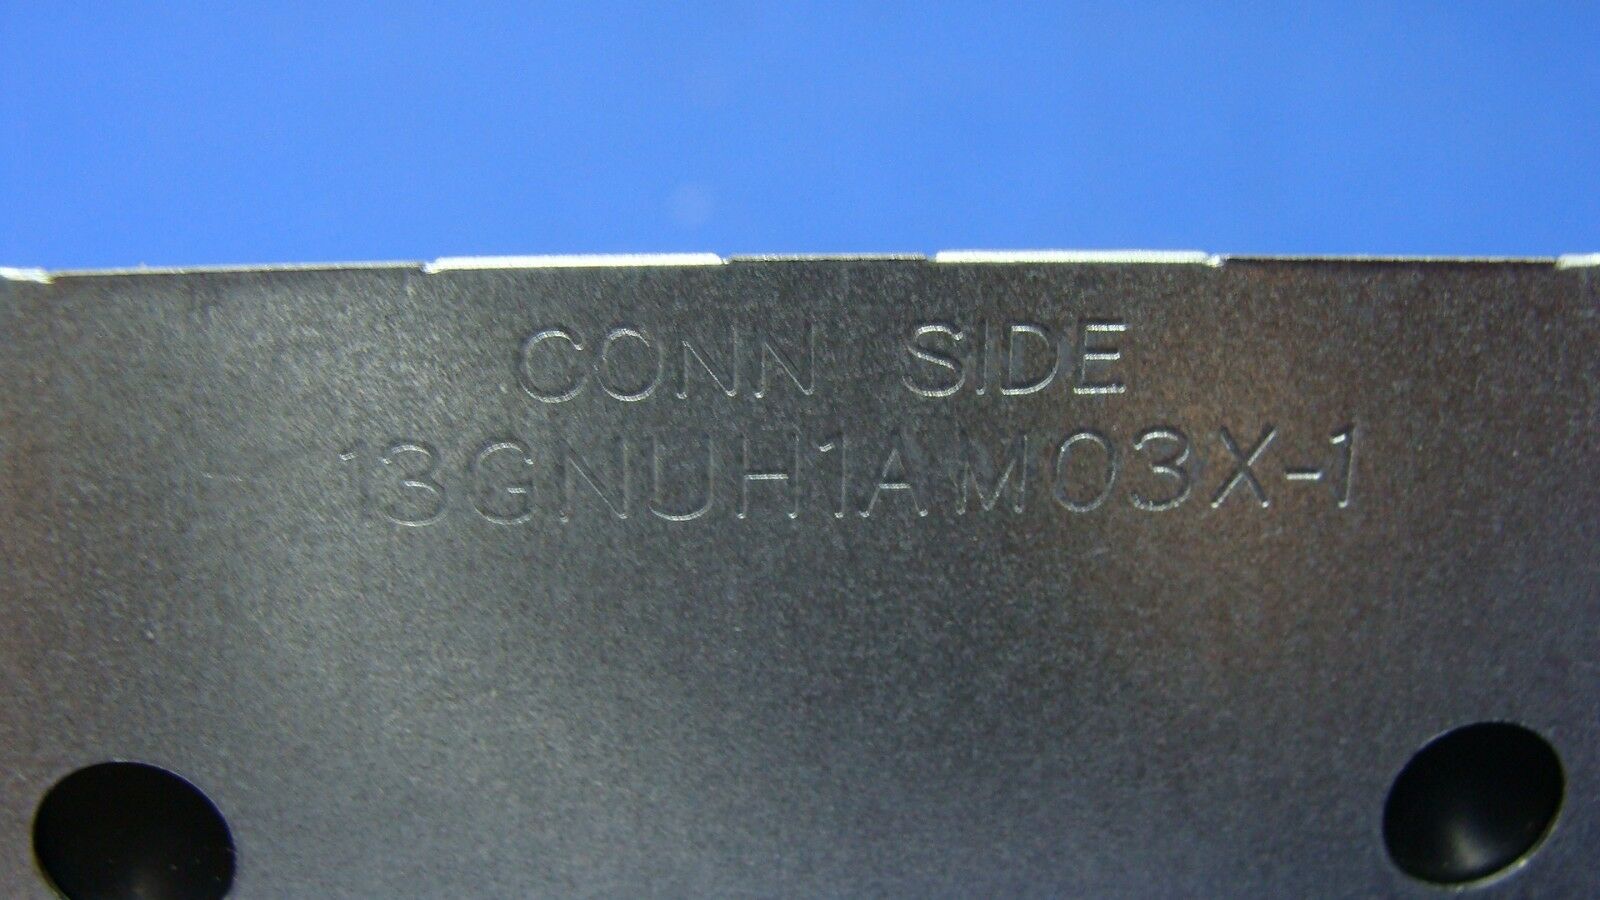 CONN SIDE
13GNUH1AM03X-1